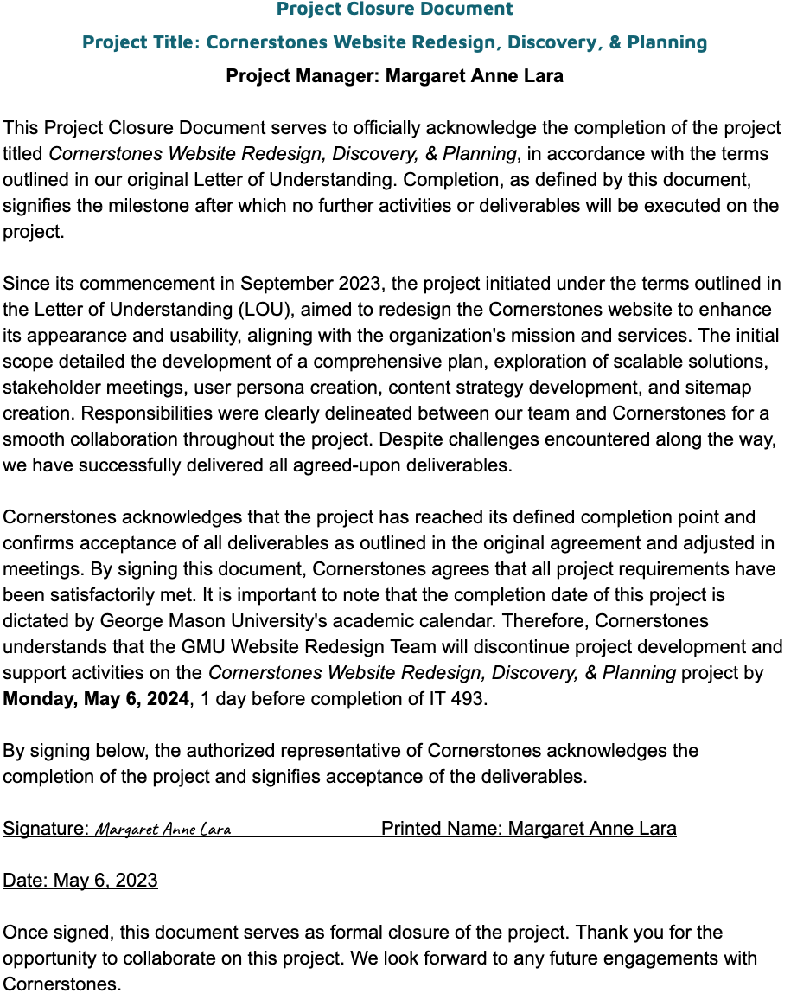 Project Closure Document
Project Title: Cornerstones Website Redesign, Discovery, & Planning
Project Manager: Margaret Anne Lara
This Project Closure Document serves to officially acknowledge the completion of the project
titled Cornerstones Website Redesign, Discovery, & Planning, in accordance with the terms
outlined in our original Letter of Understanding. Completion, as defined by this document,
signifies the milestone after which no further activities or deliverables will be executed on the
project.
Since its commencement in September 2023, the project initiated under the terms outlined in
the Letter of Understanding (LOU), aimed to redesign the Cornerstones website to enhance
its appearance and usability, aligning with the organization's mission and services. The initial
scope detailed the development of a comprehensive plan, exploration of scalable solutions,
stakeholder meetings, user persona creation, content strategy development, and sitemap
creation. Responsibilities were clearly delineated between our team and Cornerstones for a
smooth collaboration throughout the project. Despite challenges encountered along the way,
we have successfully delivered all agreed-upon deliverables.
Cornerstones acknowledges that the project has reached its defined completion point and
confirms acceptance of all deliverables as outlined in the original agreement and adjusted in
meetings. By signing this document, Cornerstones agrees that all project requirements have
been satisfactorily met. It is important to note that the completion date of this project is
dictated by George Mason University's academic calendar. Therefore, Cornerstones
understands that the GMU Website Redesign Team will discontinue project development and
support activities on the Cornerstones Website Redesign, Discovery, & Planning project by
Monday, May 6, 2024, 1 day before completion of IT 493.
By signing below, the authorized representative of Cornerstones acknowledges the
completion of the project and signifies acceptance of the deliverables.
Signature: Margaret Anne Lara Printed Name: Margaret Anne Lara
Date: May 6, 2023
Once signed, this document serves as formal closure of the project. Thank you for the
opportunity to collaborate on this project. We look forward to any future engagements with
Cornerstones.